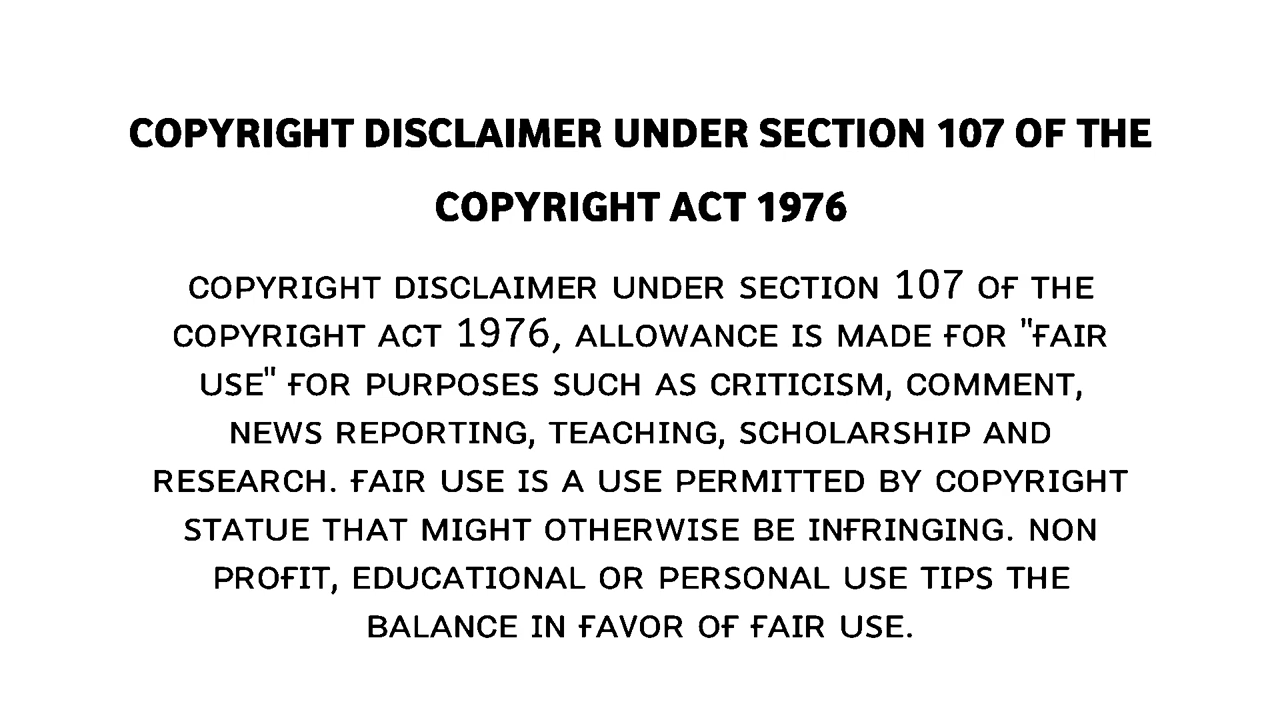 COPYRIGHT DISCLAIMER UNDER SECTION 107 OF THE
COPYRIGHT ACT 1976
COPYRIGHT DISCLAIMER UNDER SECTION 107 OF THE
COPYRIGHT ACT 1976, ALLOWANCE IS MADE FOR "FAIR
USE" FOR PURPOSES SUCH AS CRITICISM, COMMENT,
NEWS REPORTING, TEACHING, SCHOLARSHIP AND
RESEARCH. FAIR USE IS A USE PERMITTED BY COPYRIGHT
STATUE THAT MIGHT OTHERWISE BE INFRINGING. NON
PROFIT, EDUCATIONAL OR PERSONAL USE TIPS THE
BALANCE IN FAVOR OF FAIR USE.